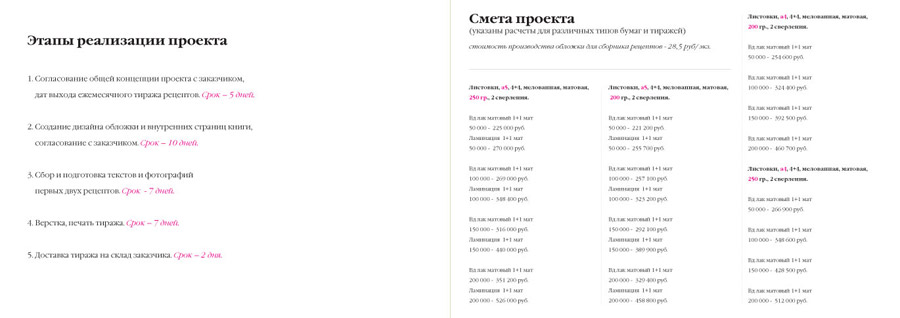 Этапы реализации проекта
1. Согласование общей концепции проекта с заказчиком,
дат выхода ежемесячного тиража рецептов. Срок – 5 дней.
2. Создание дизайна обложки и внутренних страниц книги,
согласование с заказчиком. Срок – 10 дней.
3. Сбор и подготовка текстов и фотографий
первых двух рецептов. Срок - 7 дней.
4. Верстка, печать тиража. Срок – 7 дней.
5. Доставка тиража на склад заказчика. Срок – 2 дня.
Смета проекта
(указаны расчеты для различных типов бумаг и тиражей)
стоимость производства обложки для сборника рецептов - 28,5 руб/ экз.
Листовки, а5, 4+4, мелованная, матовая,
250 гр., 2 сверления.
Вд лак матовый 1+1 мат
50 000 - 225 000 руб.
Ламинация 1+1 мат
50 000 - 270 000 руб.
Вд лак матовый 1+1 мат
100 000 - 269 000 руб.
Ламинация 1+1 мат
100 000 - 348 400 руб.
Вд лак матовый 1+1 мат
150 000 - 316 000 руб.
Ламинация 1+1 мат
150 000 - 440 000 руб.
Вд лак матовый 1+1 мат
200 000 - 351 200 руб.
Ламинация 1+1 мат
200 000 - 526 000 руб.
Листовки, а5, 4+4, мелованная, матовая,
200 гр., 2 сверления.
Вд лак матовый 1+1 мат
50 000 - 221 200 руб.
Ламинация 1+1 мат
50 000 - 255 700 руб.
Вд лак матовый 1+1 мат
100 000 - 257 100 руб.
Ламинация 1+1 мат
100 000 - 323 200 руб.
Вд лак матовый 1+1 мат
150 000 - 292 100 руб.
Ламинация 1+1 мат
150 000 - 389 900 руб.
Вд лак матовый 1+1 мат
200 000 - 329 400 руб.
Ламинация 1+1 мат
200 000 - 458 800 руб.
Листовки, а4, 4+4, мелованная, матовая,
200 гр., 2 сверления.
Вд лак матовый 1+1 мат
50 000 - 254 600 руб.
Вд лак матовый 1+1 мат
100 000 - 324 400 руб.
Вд лак матовый 1+1 мат
150 000 - 392 500 руб.
Вд лак матовый 1+1 мат
200 000 - 460 700 руб.
Листовки, а4, 4+4, мелованная, матовая,
250 гр., 2 сверления.
Вд лак матовый 1+1 мат
50 000 - 266 900 руб.
Вд лак матовый 1+1 мат
100 000 - 348 600 руб.
Вд лак матовый 1+1 мат
150 000 - 428 500 руб.
Вд лак матовый 1+1 мат
200 000 - 512 000 руб.